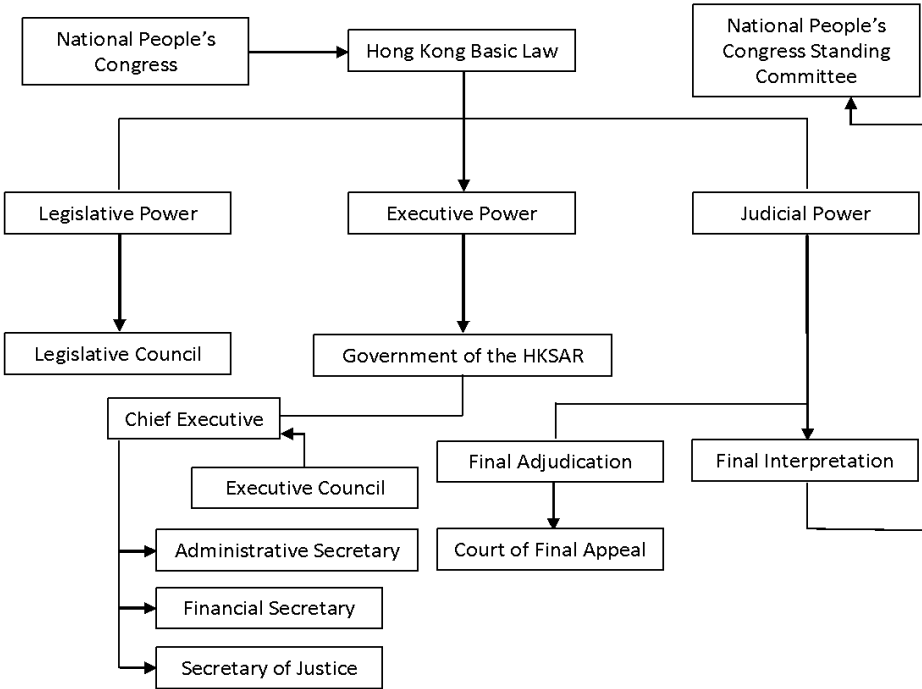 National People's
Congress
Hong Kong Basic Law
National People's
Congress Standing
Committee
Legislative Power
Executive Power
Judicial Power
Legislative Council
Government of the HKSAR
Chief Executive
Executive Council
Final Adjudication
Final Interpretation
Administrative Secretary
Court of Final Appeal
Financial Secretary
Secretary of Justice